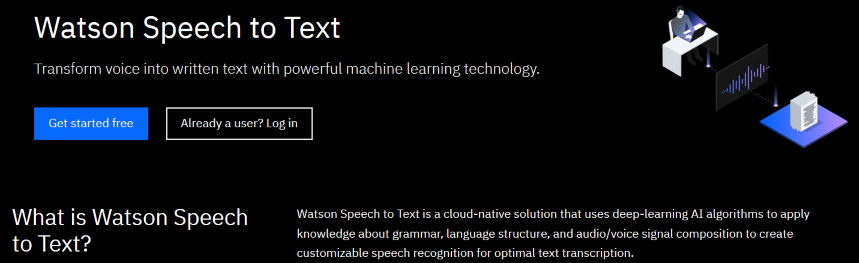 Watson Speech to Text
Transform voice into written text with powerful machine learning technology.
Get started free
Already a user? Log in
What is Watson Speech
to Text?
Watson Speech to Text is a cloud-native solution that uses deep-learning AI algorithms to apply
knowledge about grammar, language structure, and audio/voice signal composition to create
customizable speech recognition for optimal text transcription.